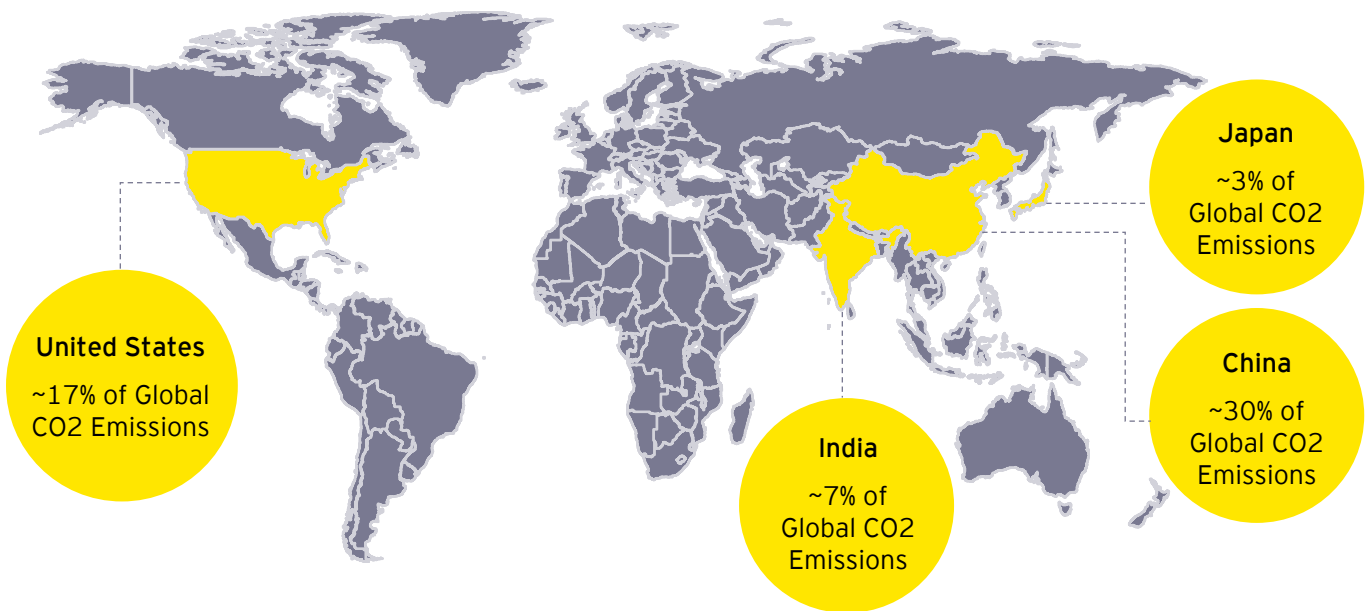 United States
~17% of Global
CO2 Emissions
India
~7% of
Global CO2
Emissions
Japan
~3% of
Global CO2
Emissions
China
~30% of
Global CO2
Emissions